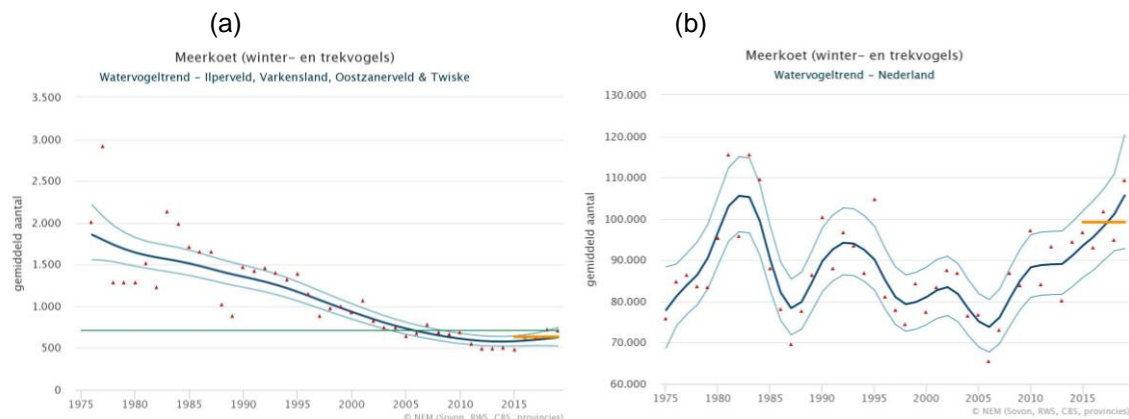 (a)
Meerkoet (winter- en trekvogels)
Watervogeltrend - Ilperveld, Varkensland, Oostzanerveld & Twiske
gemiddeld aantal
3.500
3.000
2.500
2.000
1.500
1.000
500
0
1975 1980 1985 1990 1995 2000 2005 2010 2015
© NEM (Sovon, RWS, CBS, provincies)
(b)
Meerkoet (winter- en trekvogels)
Watervogeltrend - Nederland
gemiddeld aantal
130.000
120.000
110.000
100.000
90.000
80.000
70.000
60.000
1975 1980 1985 1990 1995 2000 2005 2010 2015
© NEM (Sovon, RWS, CBS, provincies)